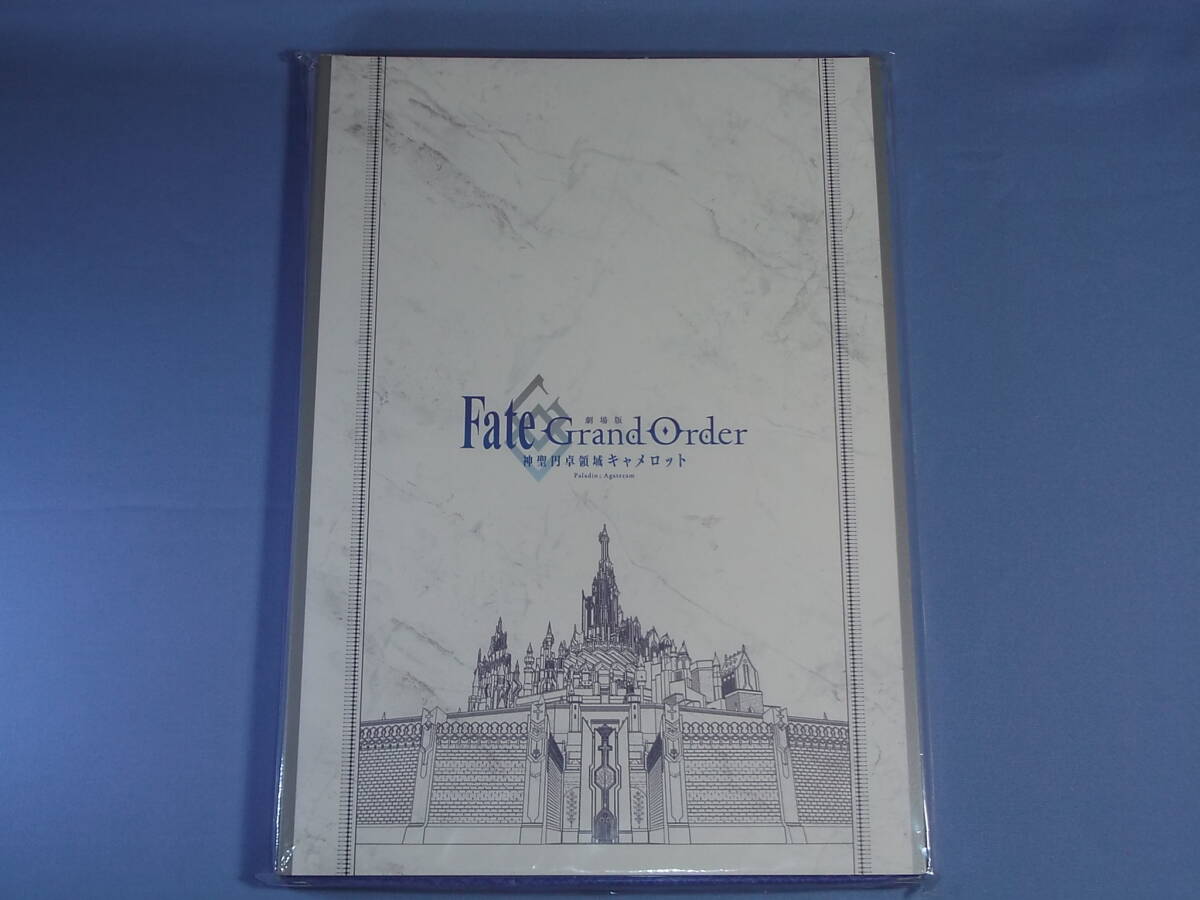 劇場版
Fate Grand Order
神聖円卓領域キャメロット
Paladin; Agateram